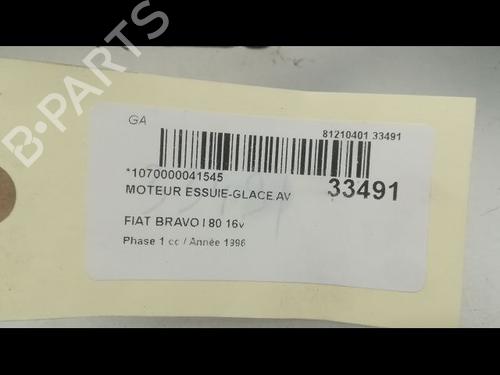 GA
81210401 33491
*1070000041545
33491
MOTEUR ESSUIE-GLACE AV
FIAT BRAVO I 80 16v
Phase 1 cc / Année 1996
B-PARTS